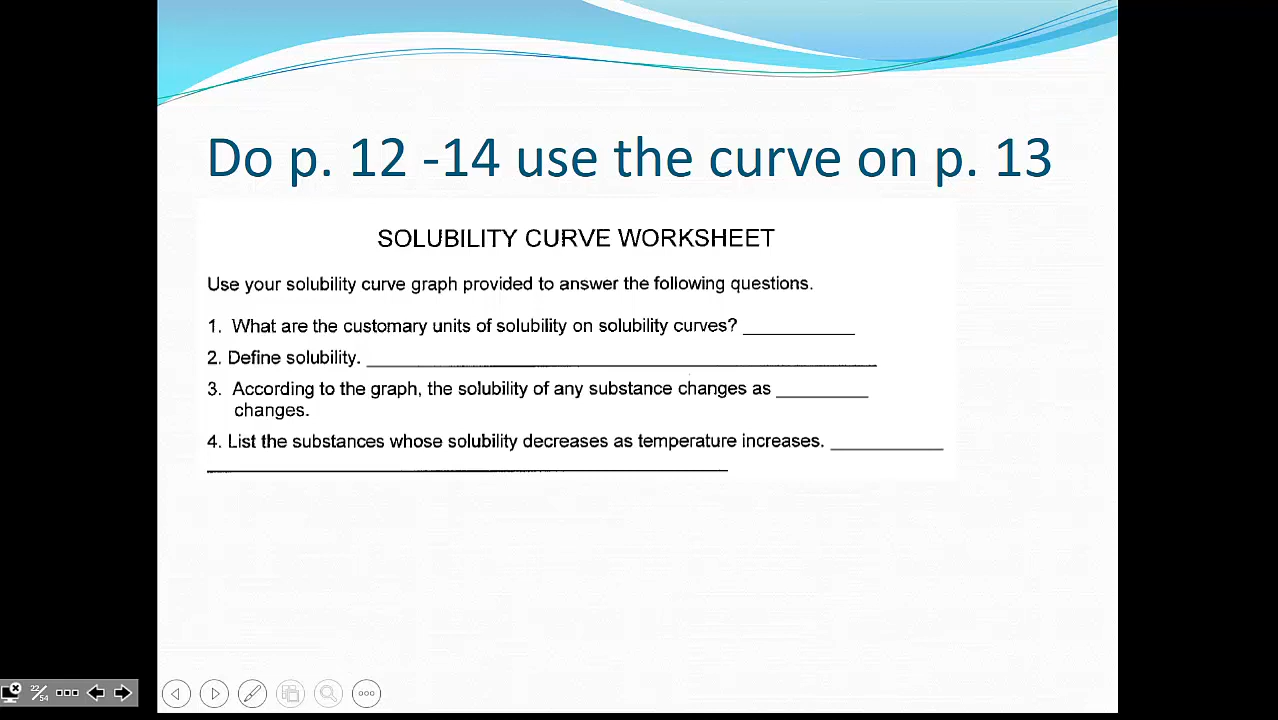 Do p. 12 -14 use the curve on p. 13
SOLUBILITY CURVE WORKSHEET
Use your solubility curve graph provided to answer the following questions.
1. What are the customary units of solubility on solubility curves? ___________
2. Define solubility. ___________________________________________________
3. According to the graph, the solubility of any substance changes as _________
changes.
4. List the substances whose solubility decreases as temperature increases. ___________
____________________________________________________
22/54